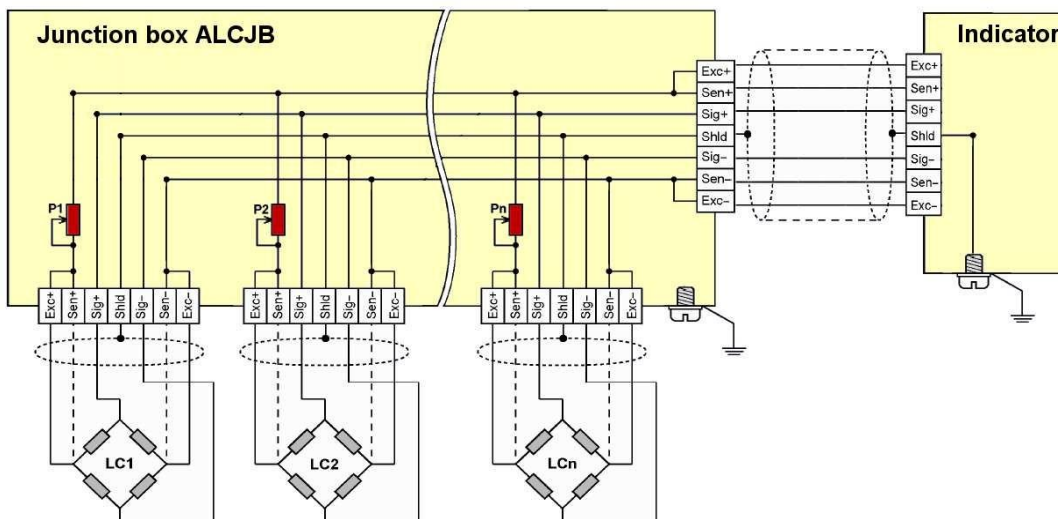 Junction box ALCJB
Indicator
Exc+
Sen+
Sig+
Shld
Sig–
Sen–
Exc–
Exc+
Sen+
Sig+
Shld
Sig–
Sen–
Exc–
P1
P2
Pn
Exc+
Sen+
Sig+
Shld
Sig–
Sen–
Exc–
Exc+
Sen+
Sig+
Shld
Sig–
Sen–
Exc–
Exc+
Sen+
Sig+
Shld
Sig–
Sen–
Exc–
LC1
LC2
LCn